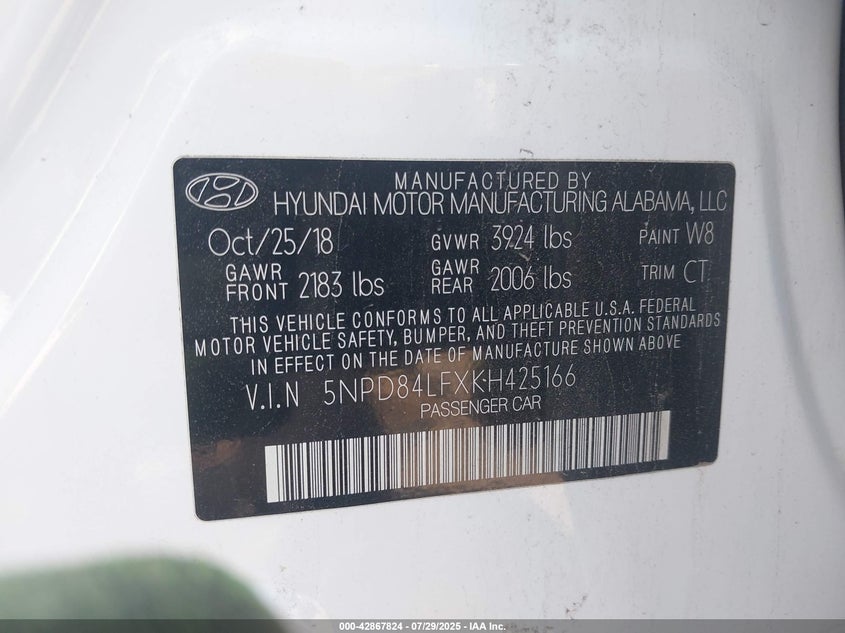 MANUFACTURED BY
HYUNDAI MOTOR MANUFACTURING ALABAMA, LLC
Oct/25/18 GVWR 3924 lbs PAINT W8
GAWR FRONT 2183 lbs GAWR REAR 2006 lbs TRIM CT
THIS VEHICLE CONFORMS TO ALL APPLICABLE U.S.A. FEDERAL
MOTOR VEHICLE SAFETY, BUMPER, AND THEFT PREVENTION STANDARDS
IN EFFECT ON THE DATE OF MANUFACTURE SHOWN ABOVE
V.I.N 5NPD84LFXKH425166
PASSENGER CAR
000-42867824 | 07/29/2025 - IAA Inc.